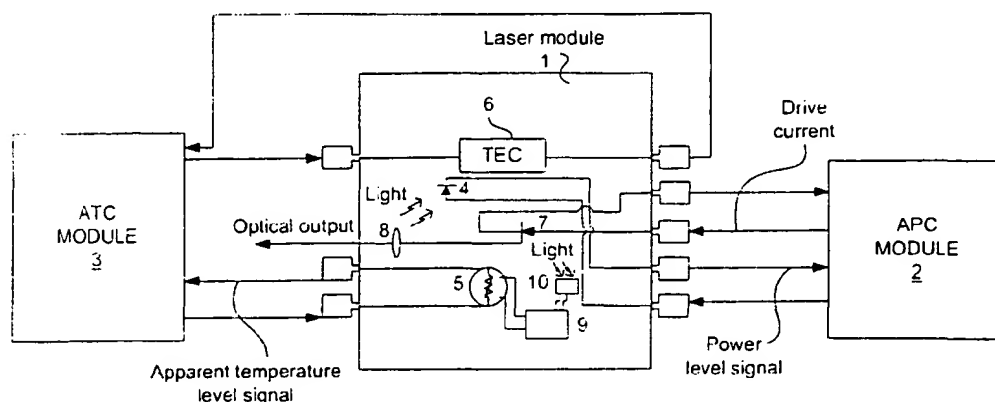 Laser module
1
Drive
current
6
TEC
4
Light
ATC
MODULE
3
Optical output
8
7
Light
APC
MODULE
2
5
10
9
Apparent temperature
level signal
Power
level signal